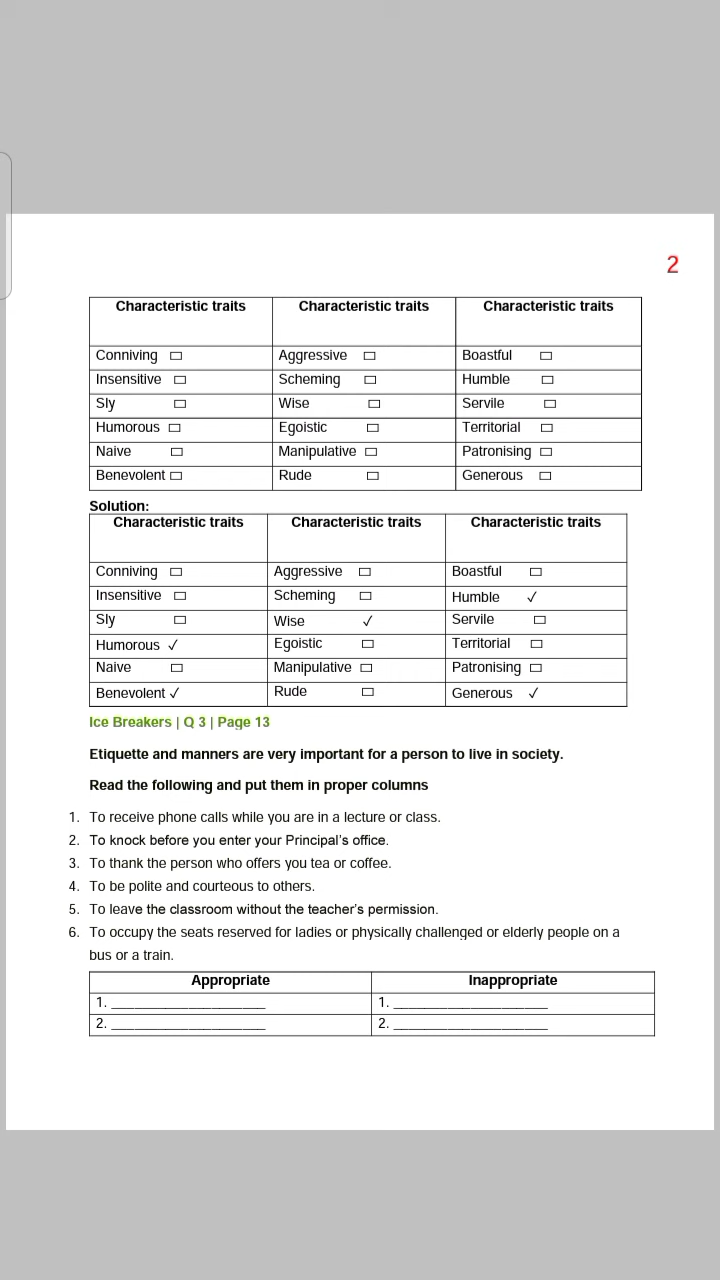 2
Characteristic traits Characteristic traits Characteristic traits
Conniving ☐ Aggressive ☐ Boastful ☐
Insensitive ☐ Scheming ☐ Humble ☐
Sly ☐ Wise ☐ Servile ☐
Humorous ☐ Egoistic ☐ Territorial ☐
Naive ☐ Manipulative ☐ Patronising ☐
Benevolent ☐ Rude ☐ Generous ☐
Solution:
Characteristic traits Characteristic traits Characteristic traits
Conniving ☐ Aggressive ☐ Boastful ☐
Insensitive ☐ Scheming ☐ Humble ✓
Sly ☐ Wise ✓ Servile ☐
Humorous ✓ Egoistic ☐ Territorial ☐
Naive ☐ Manipulative ☐ Patronising ☐
Benevolent ✓ Rude ☐ Generous ✓
Ice Breakers | Q 3 | Page 13
Etiquette and manners are very important for a person to live in society.
Read the following and put them in proper columns
1. To receive phone calls while you are in a lecture or class.
2. To knock before you enter your Principal's office.
3. To thank the person who offers you tea or coffee.
4. To be polite and courteous to others.
5. To leave the classroom without the teacher's permission.
6. To occupy the seats reserved for ladies or physically challenged or elderly people on a
bus or a train.
Appropriate Inappropriate
1. ____________________ 1. ____________________
2. ____________________ 2. ____________________